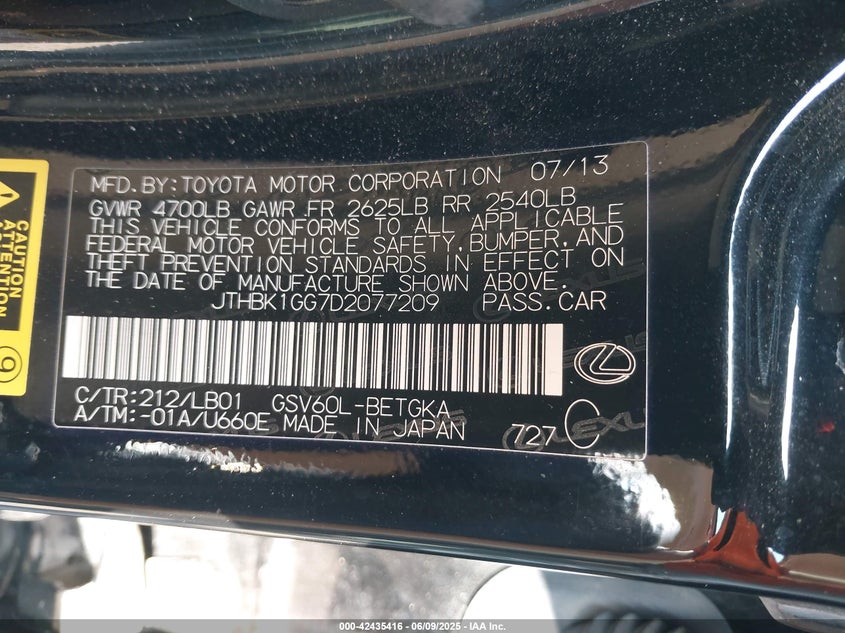 MFD.BY:TOYOTA MOTOR CORPORATION 07/13
GVWR 4700LB GAWR FR 2625LB RR 2540LB
THIS VEHICLE CONFORMS TO ALL APPLICABLE
FEDERAL MOTOR VEHICLE SAFETY,BUMPER,AND
THEFT PREVENTION STANDARDS IN EFFECT ON
THE DATE OF MANUFACTURE SHOWN ABOVE.
JTHBK1GG7D2077209 PASS.CAR
C/TR:212/LB01 GSV60L-BETGKA
A/TM:-01A/U660E MADE IN JAPAN 727
LEXUS
ATTENTION
9
000-42435416 - 06/09/2025 - IAA Inc.